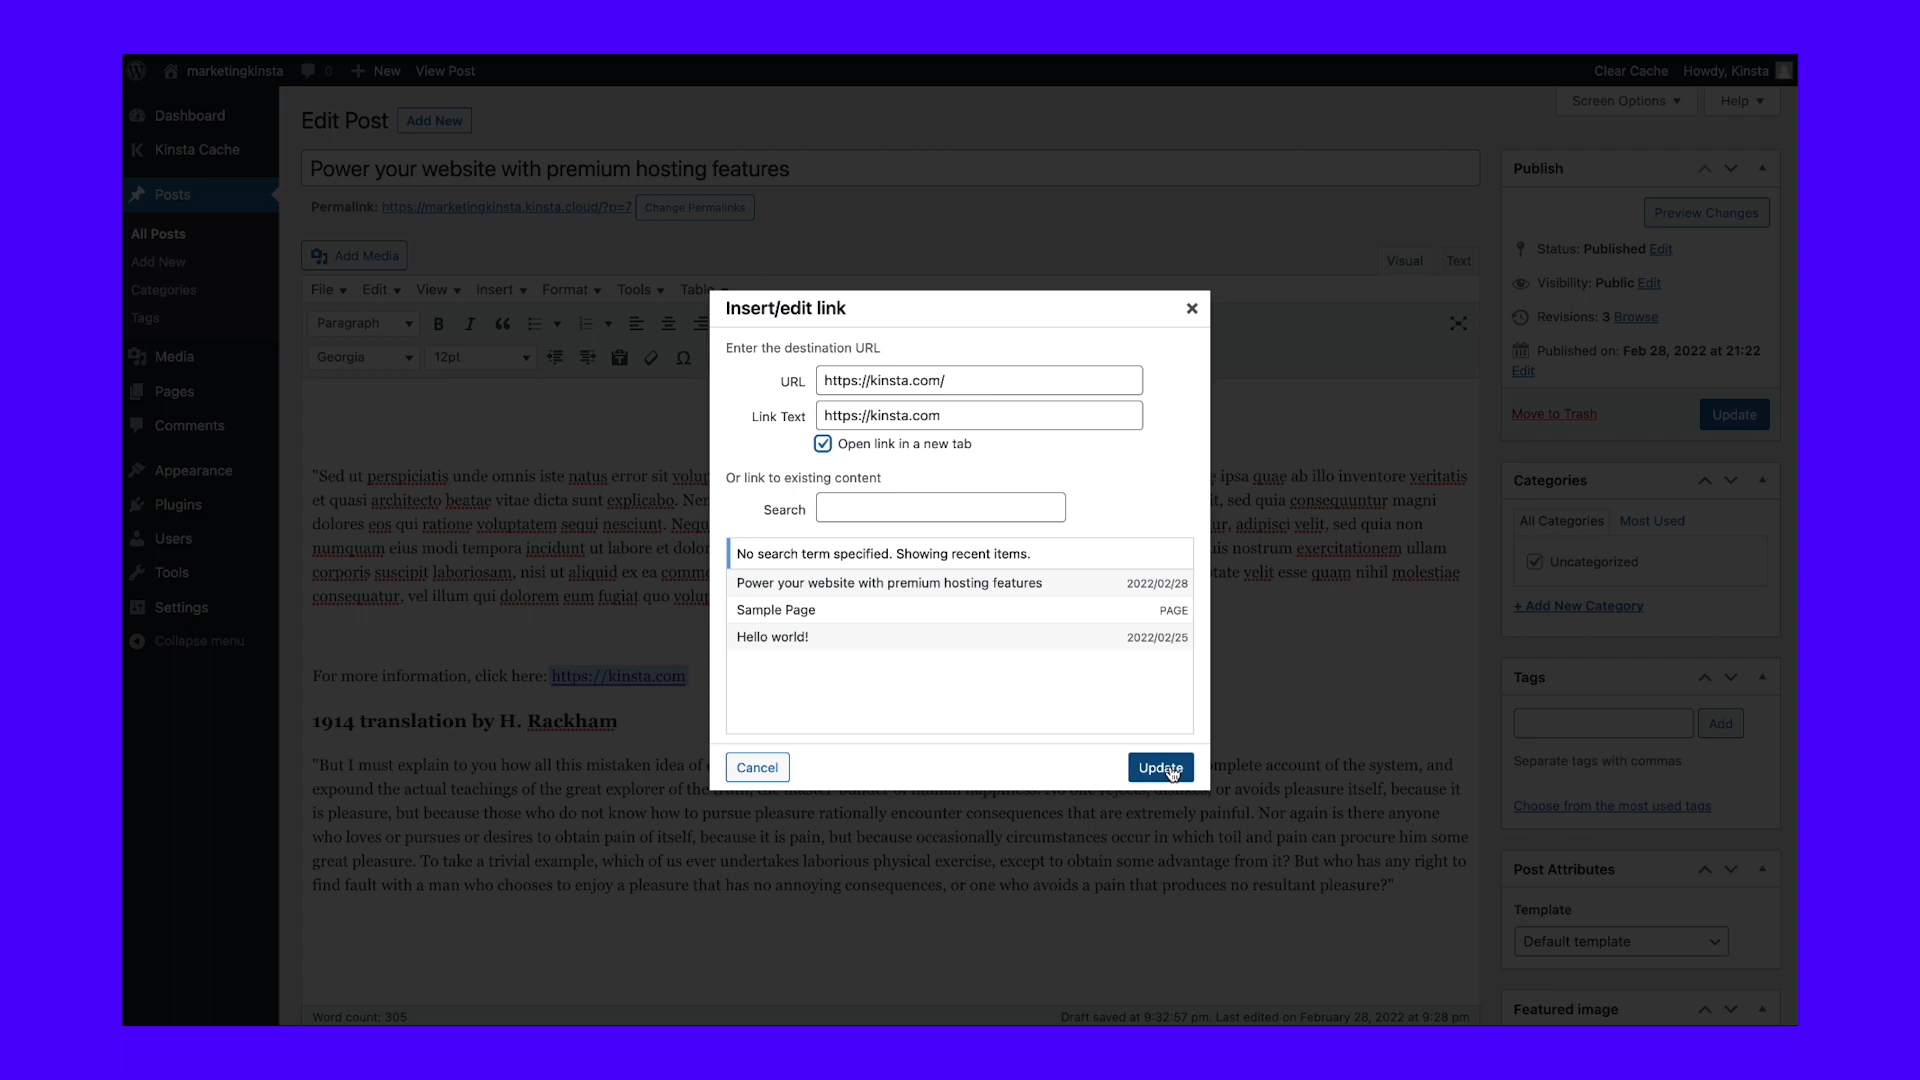 marketingkinsta 0 New View Post Clear Cache Howdy, Kinsta
Screen Options Help
Dashboard
Kinsta Cache
Posts
All Posts
Add New
Categories
Tags
Media
Pages
Comments
Appearance
Plugins
Users
Tools
Settings
Collapse menu
Edit Post Add New
Power your website with premium hosting features
Permalink: https://marketingkinsta.kinsta.cloud/?p=7 Change Permalinks
Add Media
Visual Text
File Edit View Insert Format Tools Table
Paragraph
Georgia 12pt
"Sed ut perspiciatis unde omnis iste natus error sit ipsa quae ab illo inventore veritatis
et quasi architecto beatae vitae dicta sunt explicabo. sed quia consequuntur magni
dolores eos qui ratione voluptatem sequi nesciunt. adipisci velit, sed quia non
numquam eius modi tempora incidunt ut labore et nostrum exercitationem ullam
corporis suscipit laboriosam, nisi ut aliquid ex ea velit esse quam nihil molestiae
consequatur, vel illum qui dolorem eum fugiat quo
For more information, click here: https://kinsta.com
1914 translation by H. Rackham
"But I must explain to you how all this mistaken idea of account of the system, and
expound the actual teachings of the great explorer of the or avoids pleasure itself, because it
is pleasure, but because those who do not know how to pursue pleasure rationally encounter consequences that are extremely painful. Nor again is there anyone
who loves or pursues or desires to obtain pain of itself, because it is pain, but because occasionally circumstances occur in which toil and pain can procure him some
great pleasure. To take a trivial example, which of us ever undertakes laborious physical exercise, except to obtain some advantage from it? But who has any right to
find fault with a man who chooses to enjoy a pleasure that has no annoying consequences, or one who avoids a pain that produces no resultant pleasure?"
Word count: 305 Draft saved at 9:32:57 pm. Last edited on February 28, 2022 at 9:28 pm
Insert/edit link
Enter the destination URL
URL https://kinsta.com/
Link Text https://kinsta.com
Open link in a new tab
Or link to existing content
Search
No search term specified. Showing recent items.
Power your website with premium hosting features 2022/02/28
Sample Page PAGE
Hello world! 2022/02/25
Cancel Update
Publish
Preview Changes
Status: Published Edit
Visibility: Public Edit
Revisions: 3 Browse
Published on: Feb 28, 2022 at 21:22
Edit
Move to Trash Update
Categories
All Categories Most Used
Uncategorized
+ Add New Category
Tags
Add
Separate tags with commas
Choose from the most used tags
Post Attributes
Template
Default template
Featured image